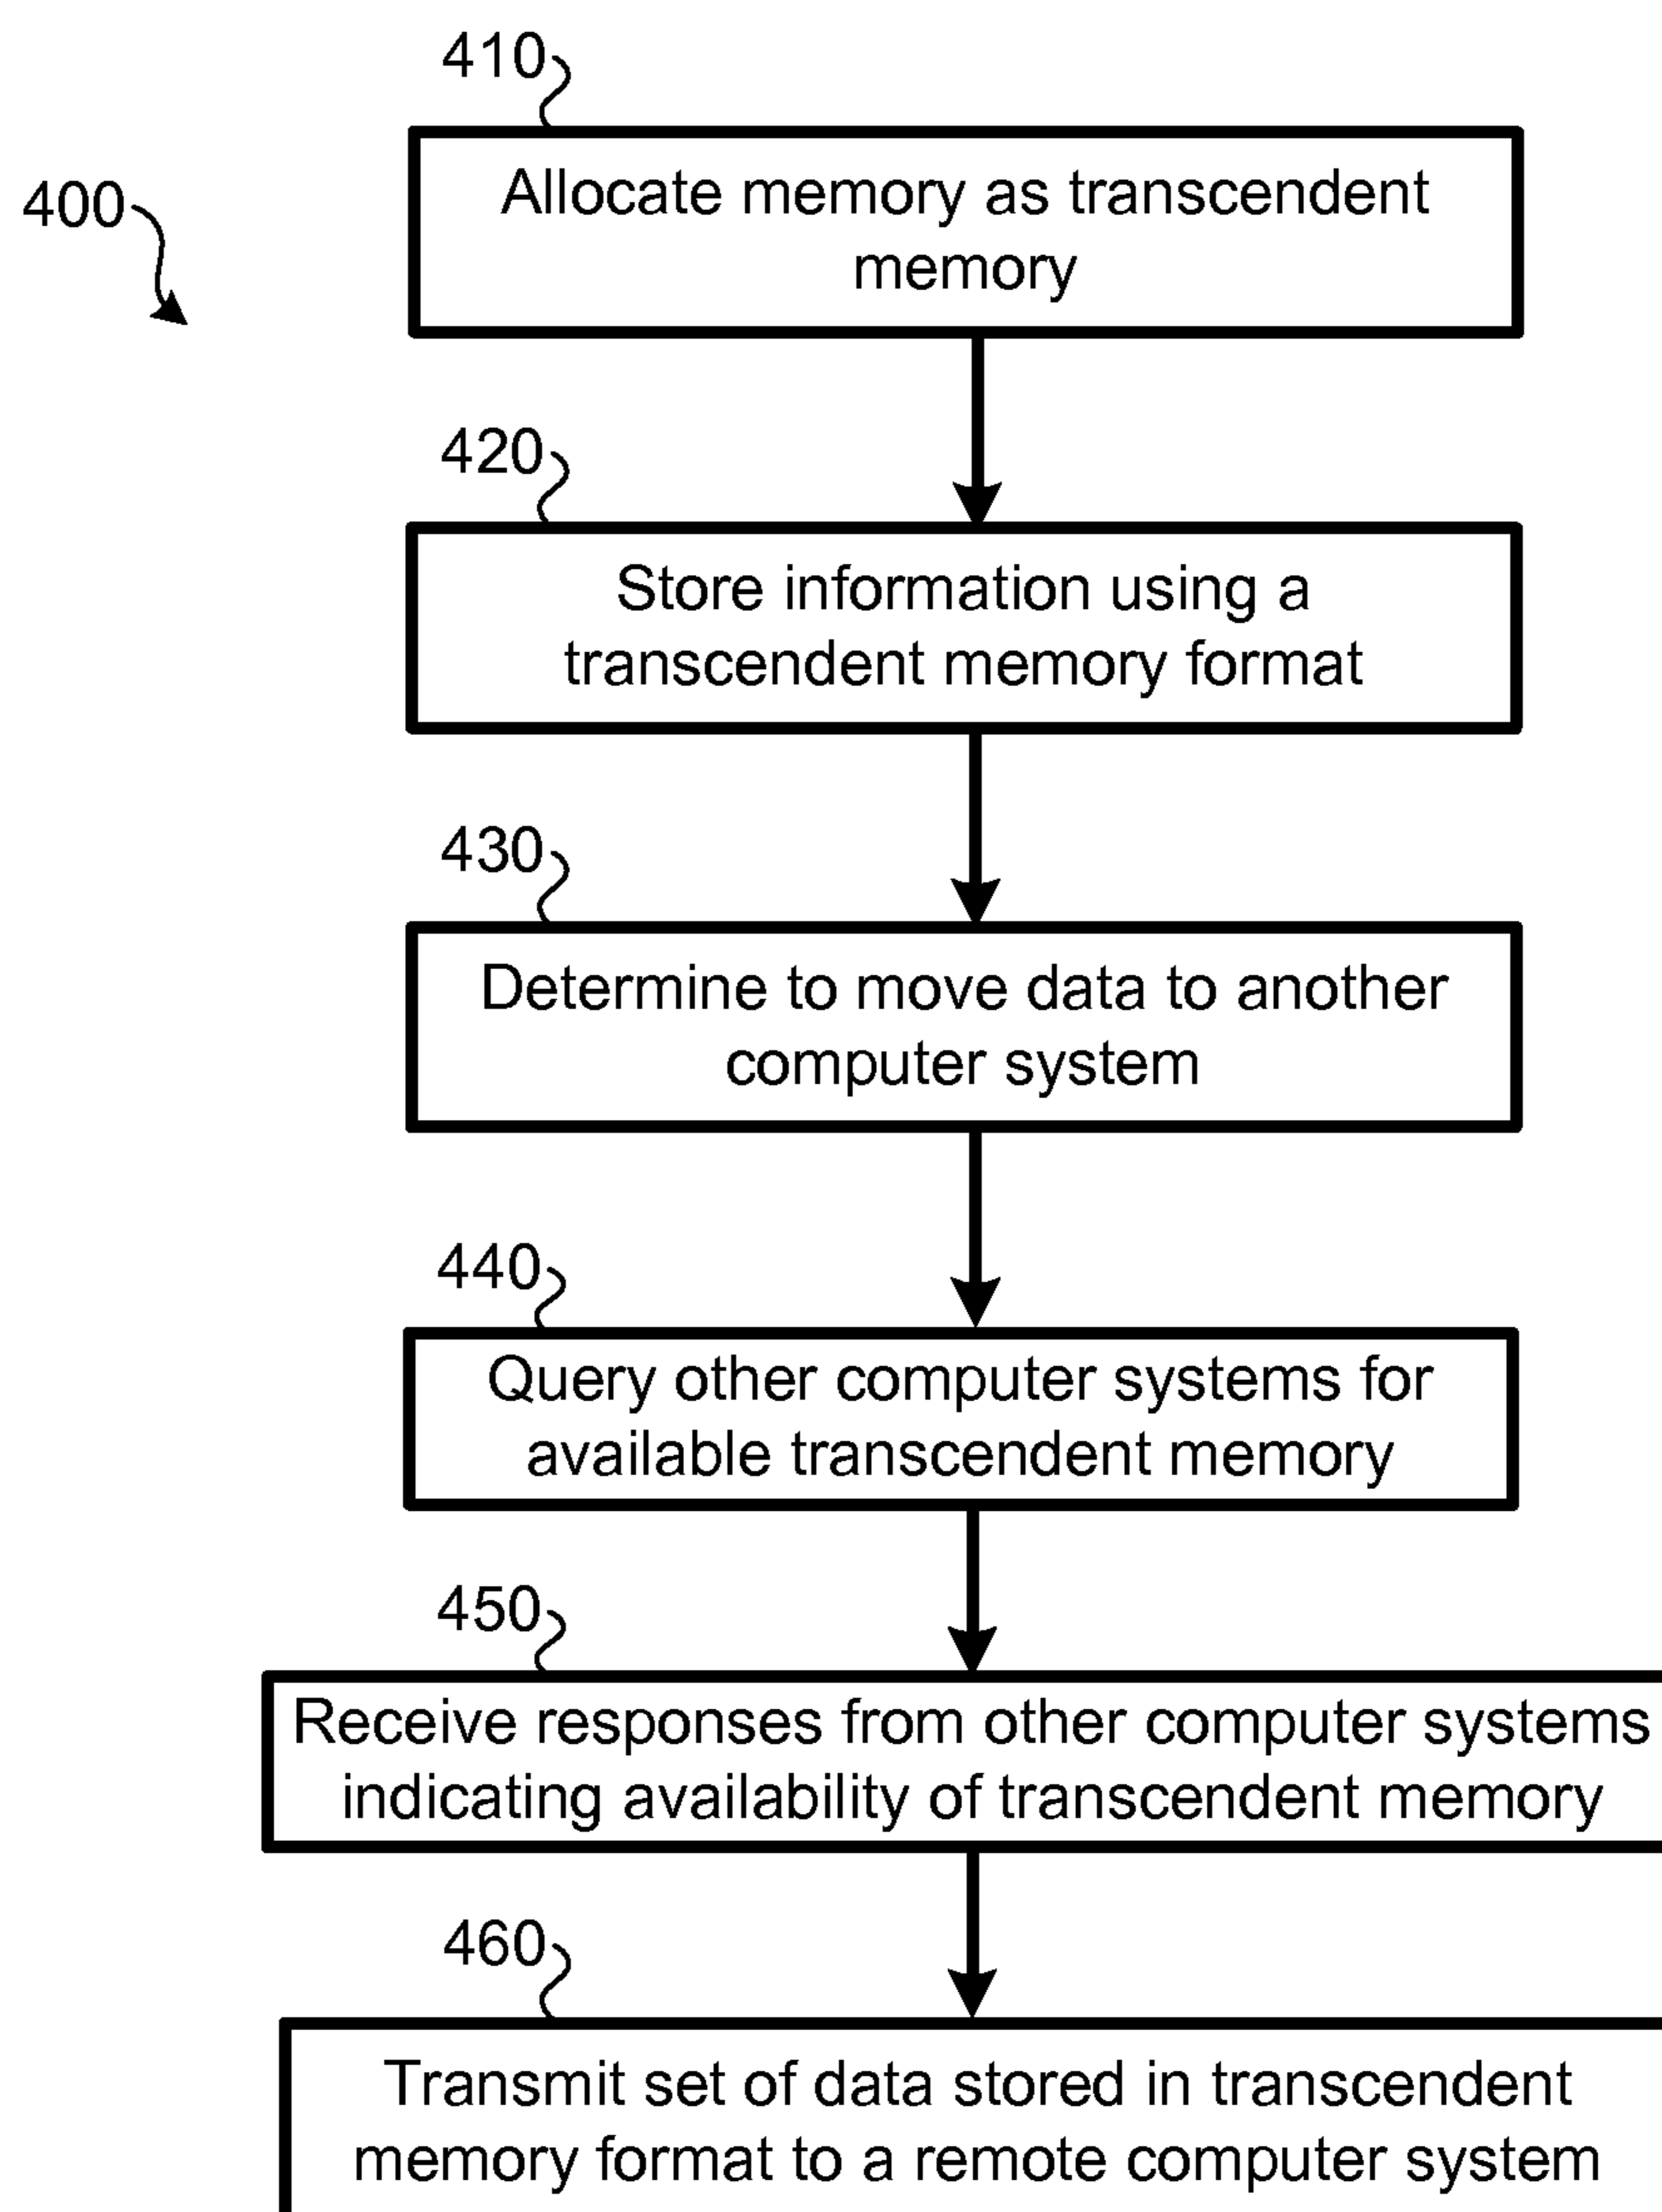 410
400
Allocate memory as transcendent
memory
420
Store information using a
transcendent memory format
430
Determine to move data to another
computer system
440
Query other computer systems for
available transcendent memory
450
Receive responses from other computer systems
indicating availability of transcendent memory
460
Transmit set of data stored in transcendent
memory format to a remote computer system